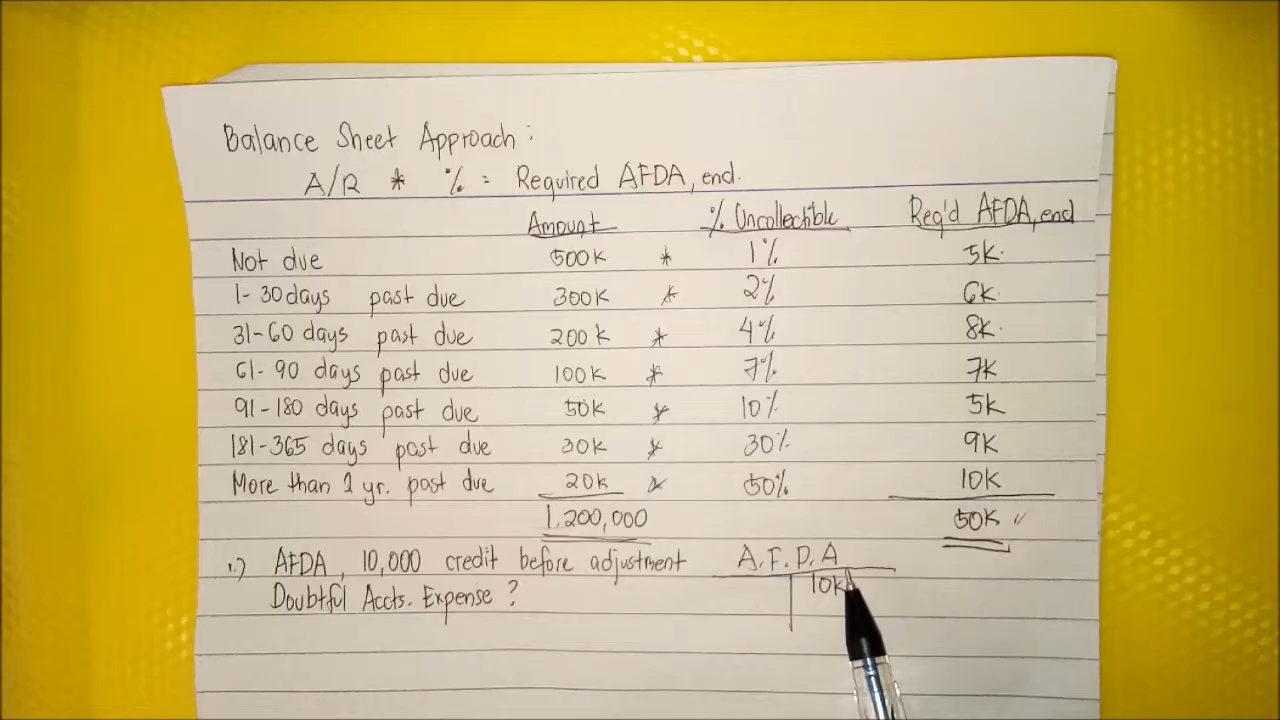 Balance Sheet Approach:
A/R * % = Required AFDA, end.
Amount % Uncollectible Req'd AFDA, end
Not due 500K * 1% 5K
1-30 days past due 300K * 2% 6K
31-60 days past due 200K * 4% 8K
61-90 days past due 100K * 7% 7K
91-180 days past due 50K * 10% 5K
181-365 days past due 30K * 30% 9K
More than 1 yr. past due 20K * 50% 10K
1,200,000 50K
1.) AFDA, 10,000 credit before adjustment A.F.D.A
Doubtful Accts. Expense? 10K